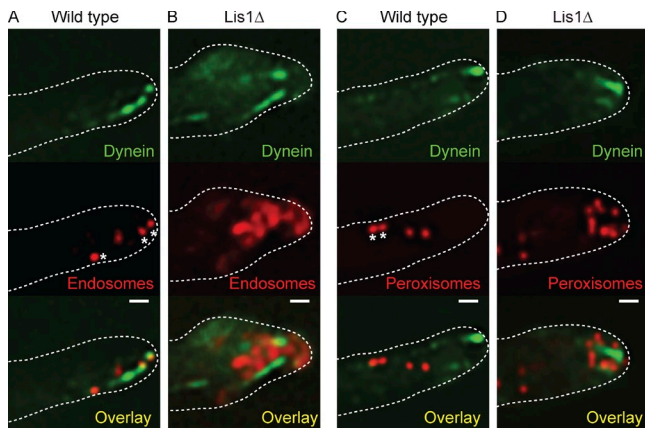 A Wild type B Lis1Δ C Wild type D Lis1Δ
Dynein Dynein Dynein Dynein
* * * * *
Endosomes Endosomes Peroxisomes Peroxisomes
Overlay Overlay Overlay Overlay